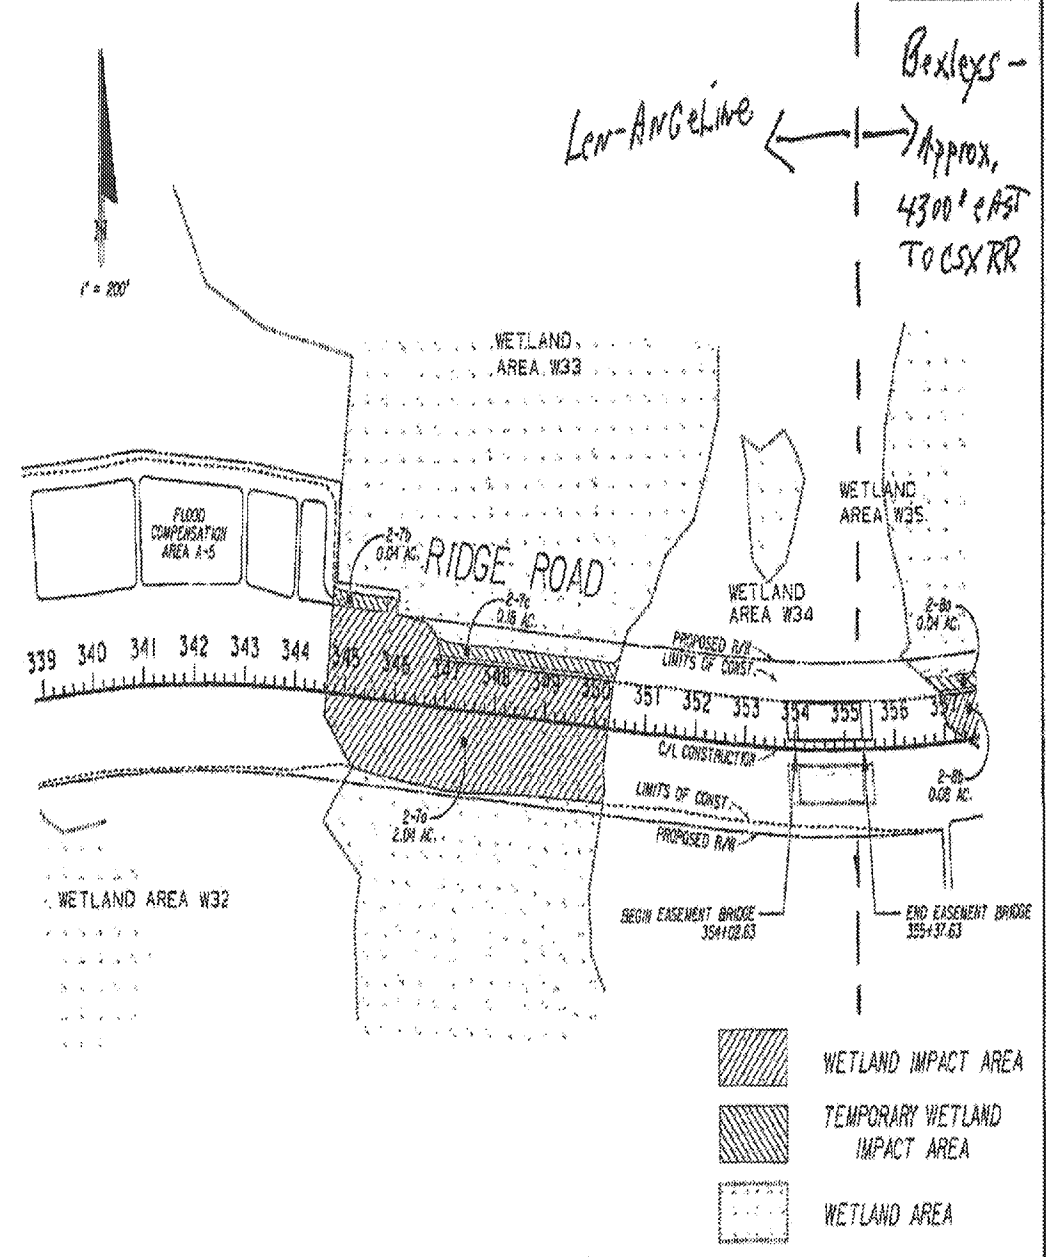 Bexleys -
Len-Angeline
Approx.
4300' eAst
To CSX RR
N
1" = 200'
WETLAND
AREA W33
WETLAND
AREA W35
FLOOD
COMPENSATION
AREA A-5
2-7b
0.04 AC.
RIDGE ROAD
2-7c
0.16 AC.
WETLAND
AREA W34
2-8a
0.04 AC.
PROPOSED R/W
LIMITS OF CONST.
339 340 341 342 343 344 345 346 347 348 349 350 351 352 353 354 355 356 357
C/L CONSTRUCTION
2-8b
0.08 AC.
LIMITS OF CONST.
PROPOSED R/W
2-7a
2.04 AC.
WETLAND AREA W32
BEGIN EASEMENT BRIDGE
354+02.63
END EASEMENT BRIDGE
355+37.63
WETLAND IMPACT AREA
TEMPORARY WETLAND
IMPACT AREA
WETLAND AREA